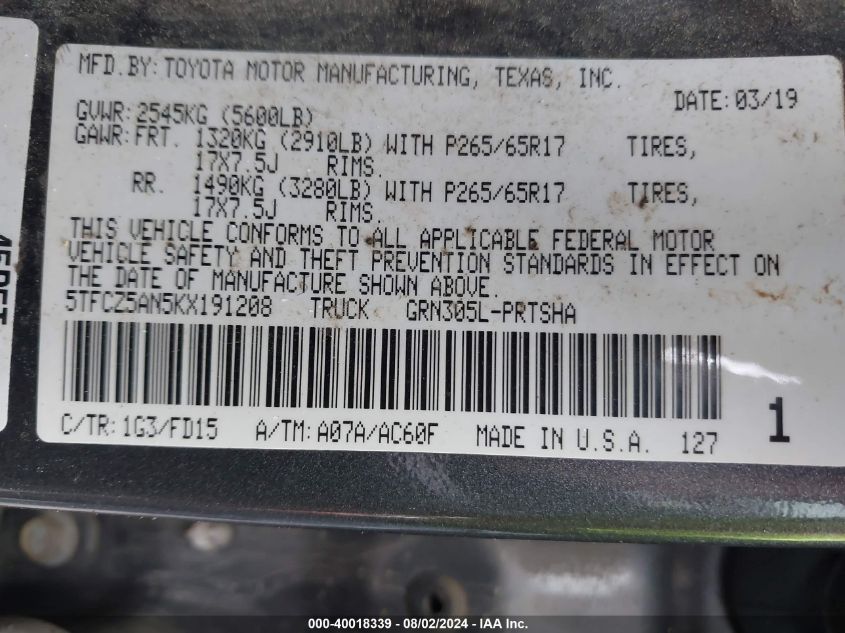 MFD.BY: TOYOTA MOTOR MANUFACTURING, TEXAS, INC.
DATE: 03/19
GVWR: 2545KG (5600LB)
GAWR: FRT. 1320KG (2910LB) WITH P265/65R17 TIRES,
17X7.5J RIMS.
RR. 1490KG (3280LB) WITH P265/65R17 TIRES,
17X7.5J RIMS.
THIS VEHICLE CONFORMS TO ALL APPLICABLE FEDERAL MOTOR
VEHICLE SAFETY AND THEFT PREVENTION STANDARDS IN EFFECT ON
THE DATE OF MANUFACTURE SHOWN ABOVE.
5TFCZ5AN5KX191208 TRUCK GRN305L-PRTSHA
C/TR: 1G3/FD15 A/TM: A07A/AC60F MADE IN U.S.A. 127
1
000-40018339 - 08/02/2024 - IAA Inc.